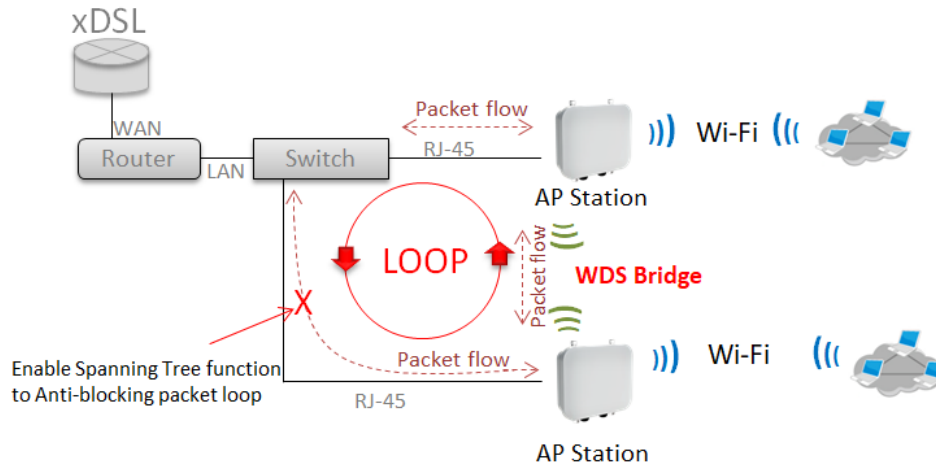 xDSL
WAN
Router
LAN
Switch
Packet flow
RJ-45
AP Station
Wi-Fi
LOOP
Packet flow
WDS Bridge
X
Enable Spanning Tree function
to Anti-blocking packet loop
Packet flow
RJ-45
AP Station
Wi-Fi